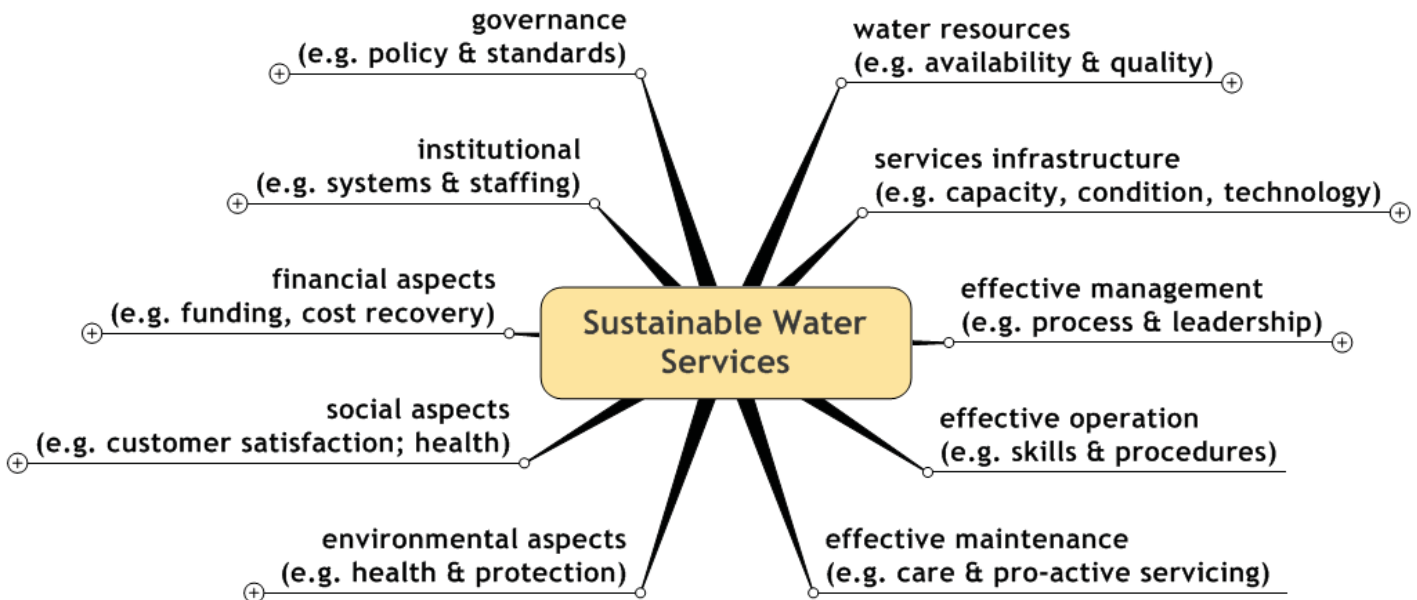 governance
(e.g. policy & standards)
institutional
(e.g. systems & staffing)
financial aspects
(e.g. funding, cost recovery)
social aspects
(e.g. customer satisfaction; health)
environmental aspects
(e.g. health & protection)
Sustainable Water
Services
water resources
(e.g. availability & quality)
services infrastructure
(e.g. capacity, condition, technology)
effective management
(e.g. process & leadership)
effective operation
(e.g. skills & procedures)
effective maintenance
(e.g. care & pro-active servicing)